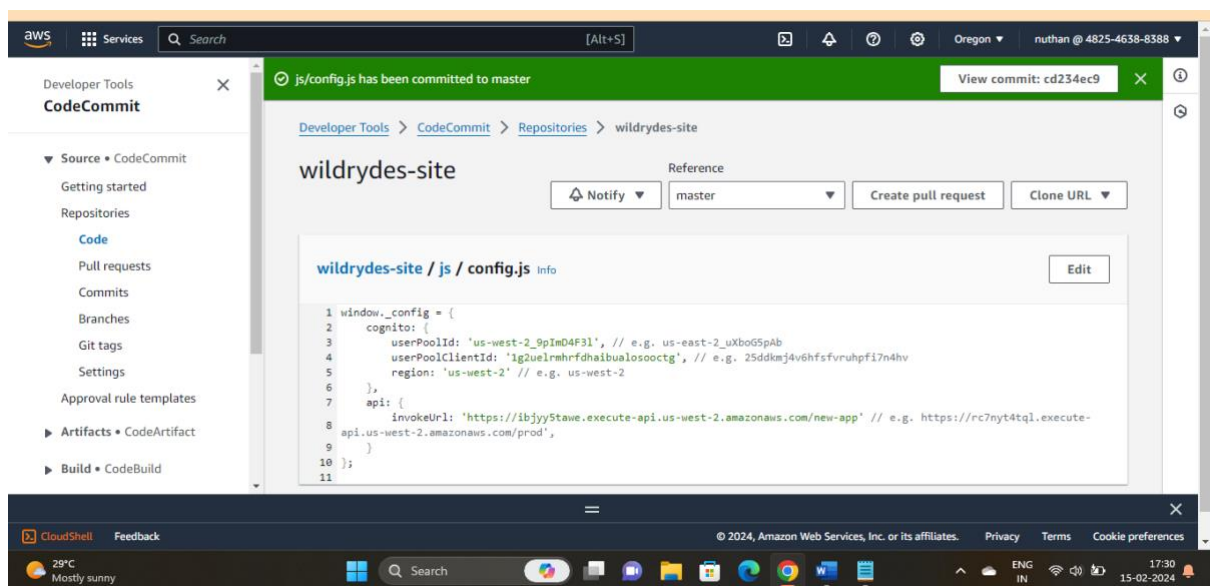 aws
Services
Search
[Alt+S]
Oregon ▼
nuthan @ 4825-4638-8388 ▼
Developer Tools
CodeCommit
Source • CodeCommit
Getting started
Repositories
Code
Pull requests
Commits
Branches
Git tags
Settings
Approval rule templates
Artifacts • CodeArtifact
Build • CodeBuild
js/config.js has been committed to master
View commit: cd234ec9
Developer Tools > CodeCommit > Repositories > wildrydes-site
wildrydes-site
Reference
Notify ▼
master
Create pull request
Clone URL ▼
wildrydes-site / js / config.js Info
Edit
1 window._config = {
2 cognito: {
3 userPoolId: 'us-west-2_9pImD4F3l', // e.g. us-east-2_uXboG5pAb
4 userPoolClientId: '1g2uelrmhrfdhaibualosooctg', // e.g. 25ddkmj4v6hfsfvruhpfi7n4hv
5 region: 'us-west-2' // e.g. us-west-2
6 },
7 api: {
8 invokeUrl: 'https://ibjyy5tawe.execute-api.us-west-2.amazonaws.com/new-app' // e.g. https://rc7nyt4tql.execute-
api.us-west-2.amazonaws.com/prod',
9 }
10 };
11
CloudShell Feedback
© 2024, Amazon Web Services, Inc. or its affiliates. Privacy Terms Cookie preferences
29°C
Mostly sunny
Search
ENG
IN
17:30
15-02-2024